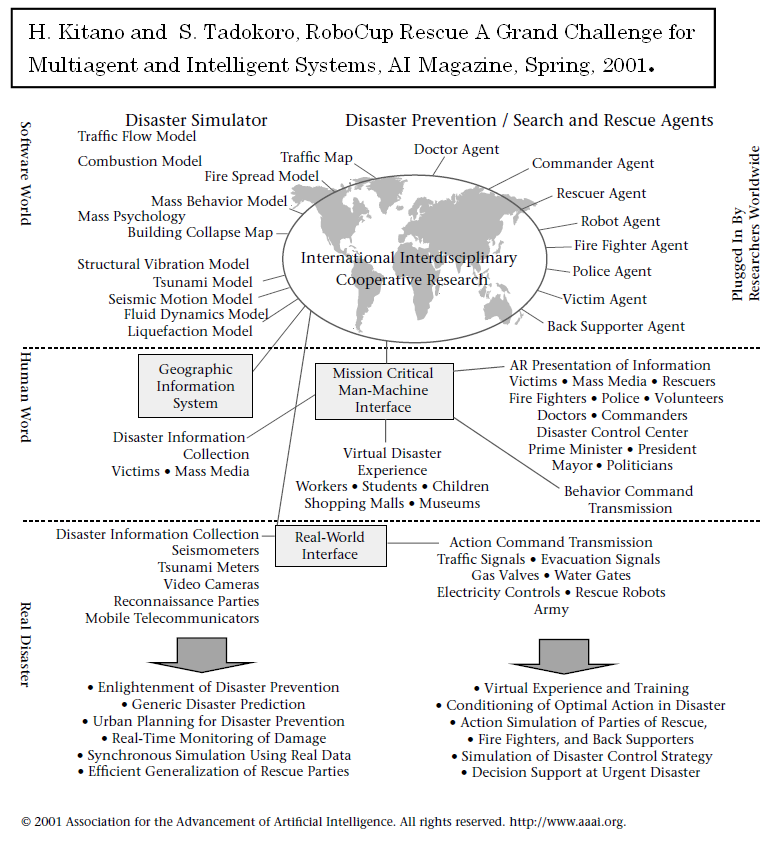 H. Kitano and S. Tadokoro, RoboCup Rescue A Grand Challenge for
Multiagent and Intelligent Systems, AI Magazine, Spring, 2001.
Software World
Disaster Simulator
Traffic Flow Model
Combustion Model
Traffic Map
Fire Spread Model
Mass Behavior Model
Mass Psychology
Building Collapse Map
Structural Vibration Model
Tsunami Model
Seismic Motion Model
Fluid Dynamics Model
Liquefaction Model
Disaster Prevention / Search and Rescue Agents
Doctor Agent
Commander Agent
Rescuer Agent
Robot Agent
Fire Fighter Agent
Police Agent
Victim Agent
Back Supporter Agent
International Interdisciplinary
Cooperative Research
Plugged In By
Researchers Worldwide
Human Word
Geographic
Information
System
Mission Critical
Man-Machine
Interface
AR Presentation of Information
Victims • Mass Media • Rescuers
Fire Fighters • Police • Volunteers
Doctors • Commanders
Disaster Control Center
Prime Minister • President
Mayor • Politicians
Disaster Information
Collection
Victims • Mass Media
Virtual Disaster
Experience
Workers • Students • Children
Shopping Malls • Museums
Behavior Command
Transmission
Real Disaster
Disaster Information Collection
Seismometers
Tsunami Meters
Video Cameras
Reconnaissance Parties
Mobile Telecommunicators
Real-World
Interface
Action Command Transmission
Traffic Signals • Evacuation Signals
Gas Valves • Water Gates
Electricity Controls • Rescue Robots
Army
• Enlightenment of Disaster Prevention
• Generic Disaster Prediction
• Urban Planning for Disaster Prevention
• Real-Time Monitoring of Damage
• Synchronous Simulation Using Real Data
• Efficient Generalization of Rescue Parties
• Virtual Experience and Training
• Conditioning of Optimal Action in Disaster
• Action Simulation of Parties of Rescue,
• Fire Fighters, and Back Supporters
• Simulation of Disaster Control Strategy
• Decision Support at Urgent Disaster
© 2001 Association for the Advancement of Artificial Intelligence. All rights reserved. http://www.aaai.org.